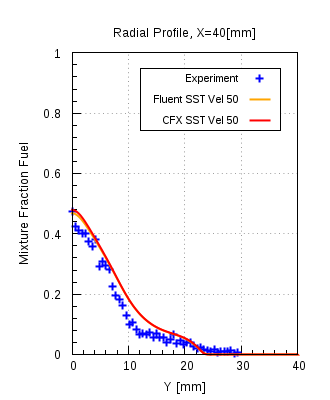 Radial Profile, X=40[mm]
1
Experiment
Fluent SST Vel 50
CFX SST Vel 50
0.8
0.6
0.4
0.2
0
Mixture Fraction Fuel
0 10 20 30 40
Y [mm]